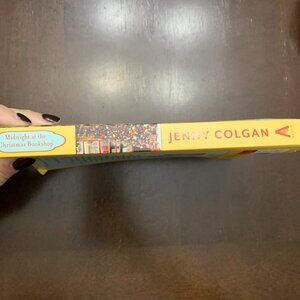 Midnight at the
Christmas Bookshop
JENNY COLGAN